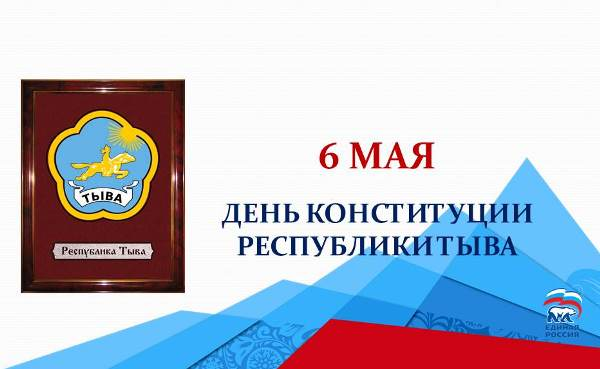 ТЫВА
Республика Тыва
6 МАЯ
ДЕНЬ КОНСТИТУЦИИ
РЕСПУБЛИКИ ТЫВА
ЕДИНАЯ
РОССИЯ